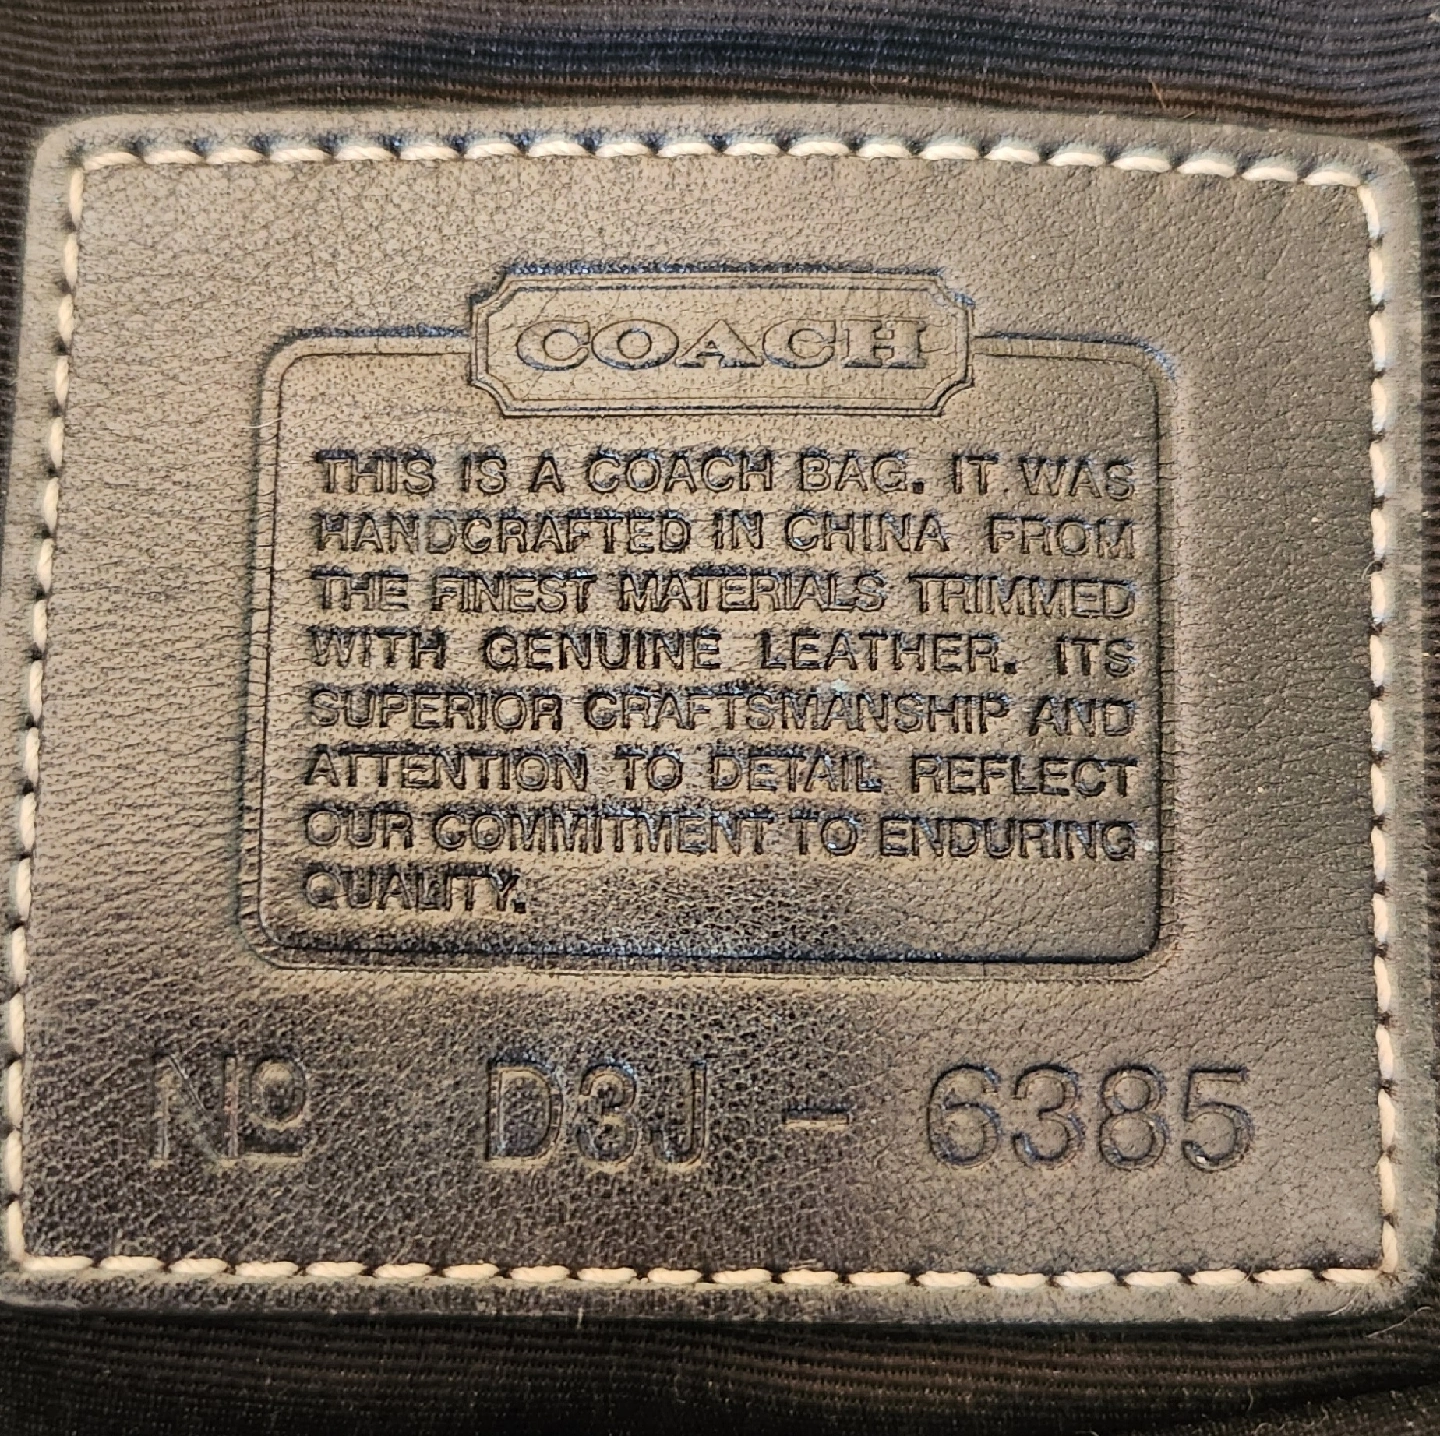 COACH
THIS IS A COACH BAG. IT WAS
HANDCRAFTED IN CHINA FROM
THE FINEST MATERIALS TRIMMED
WITH GENUINE LEATHER. ITS
SUPERIOR CRAFTSMANSHIP AND
ATTENTION TO DETAIL REFLECT
OUR COMMITMENT TO ENDURING
QUALITY.
Nº D3J - 6385